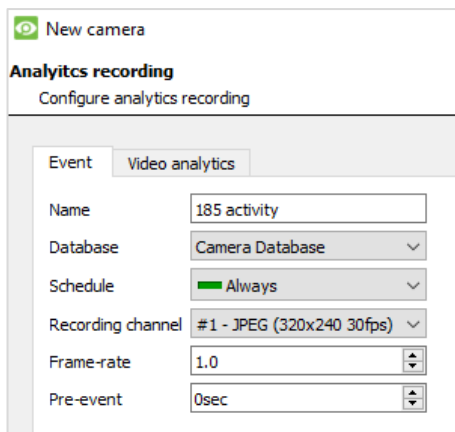 New camera
Analyitcs recording
Configure analytics recording
Event Video analytics
Name 185 activity
Database Camera Database
Schedule Always
Recording channel #1 - JPEG (320x240 30fps)
Frame-rate 1.0
Pre-event 0sec